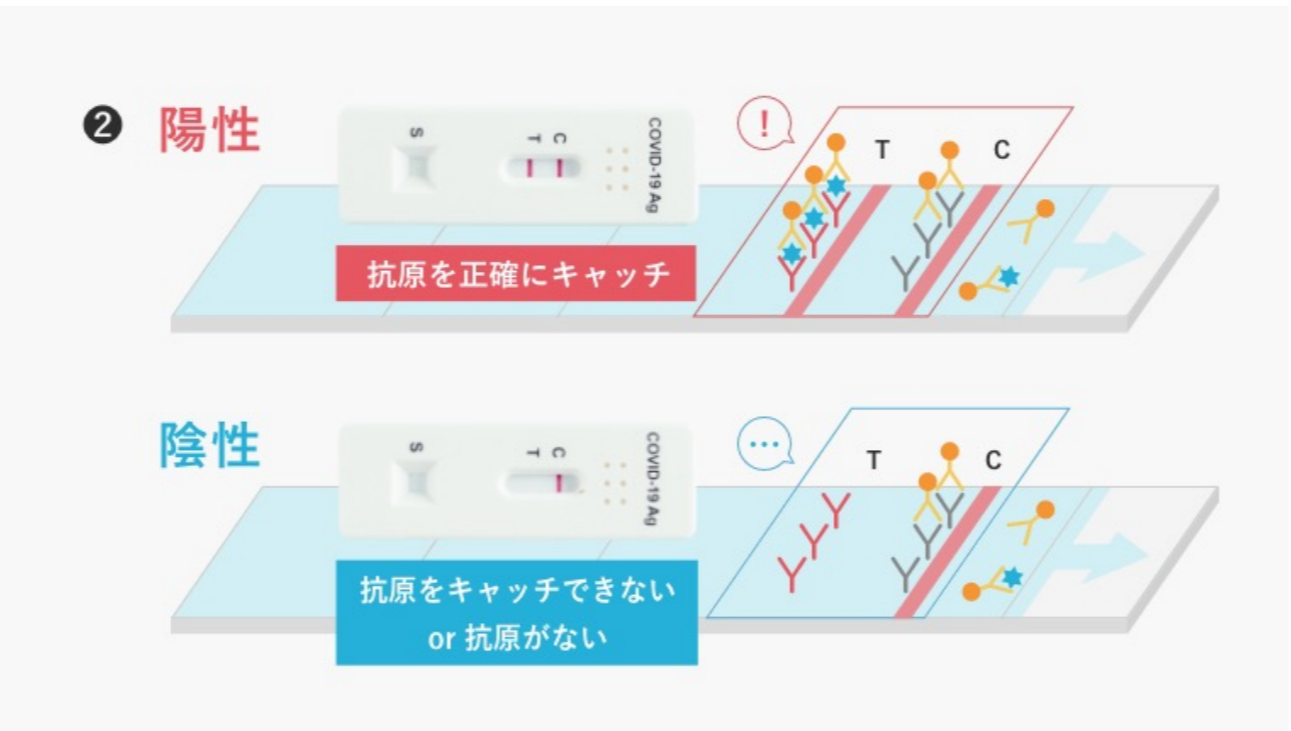 ❷ 陽性
S
T C
COVID-19 Ag
抗原を正確にキャッチ
!
T
C
陰性
S
T C
COVID-19 Ag
抗原をキャッチできない
or 抗原がない
…
T
C